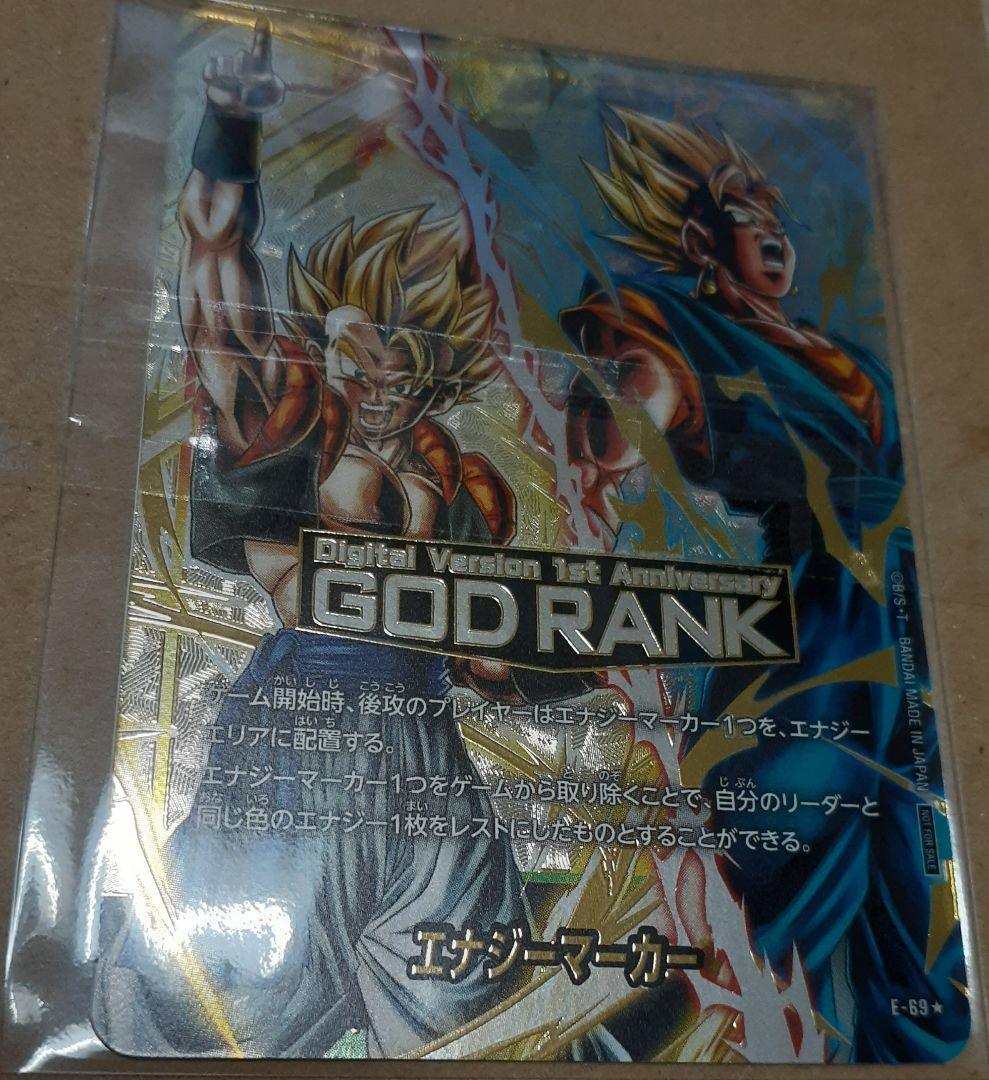 Digital Version 1st Anniversary
GOD RANK
ゲーム開始時、後攻のプレイヤーはエナジーマーカー1つを、エナジー
エリアに配置する。
エナジーマーカー1つをゲームから取り除くことで、自分のリーダーと
同じ色のエナジー1枚をレストにしたものとすることができる。
エナジーマーカー
E-69★
©B/S・T BANDAI MADE IN JAPAN NOT FOR SALE